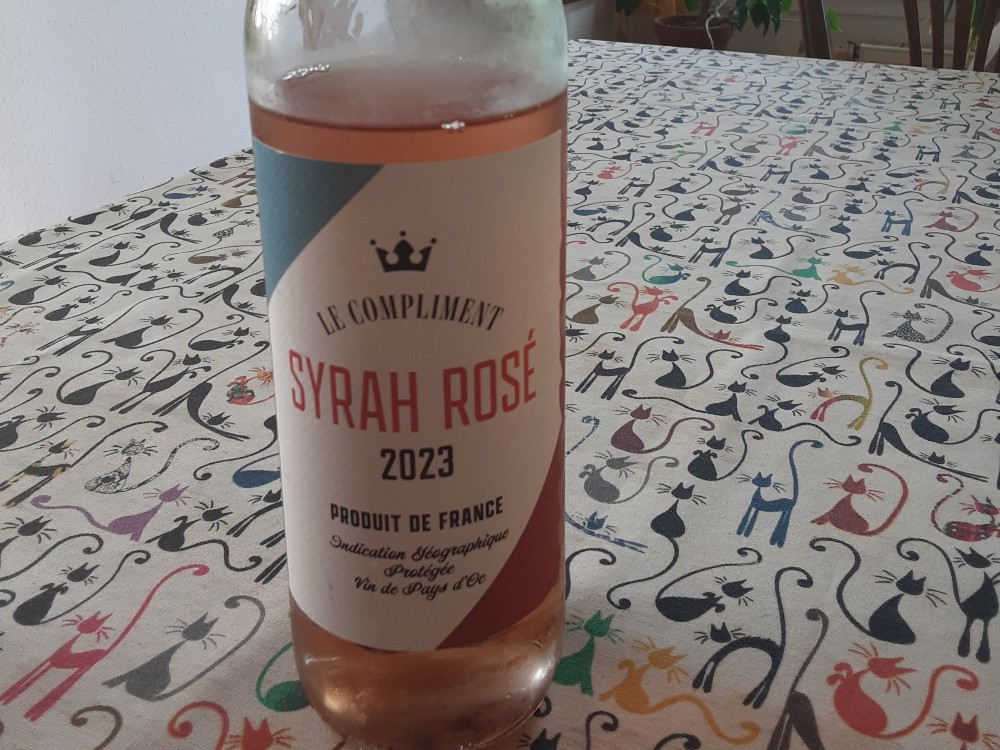 LE COMPLIMENT
SYRAH ROSÉ
2023
PRODUIT DE FRANCE
Indication Géographique
Protégée
Vin de Pays d'Oc